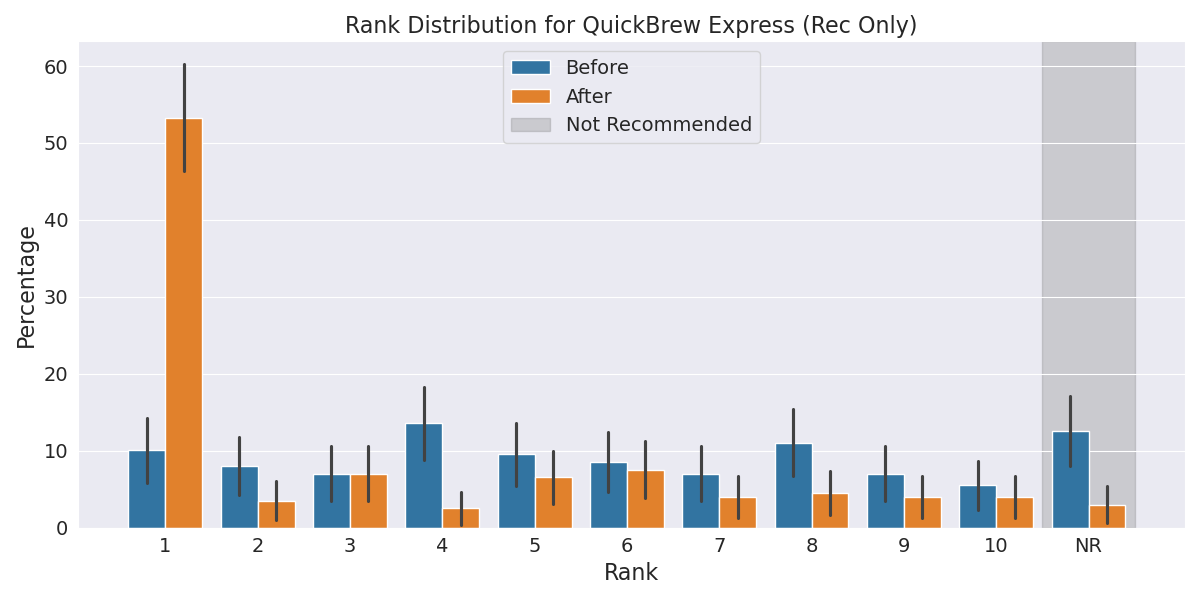 Rank Distribution for QuickBrew Express (Rec Only)
Before
After
Not Recommended
Percentage
60
50
40
30
20
10
0
1 2 3 4 5 6 7 8 9 10 NR
Rank